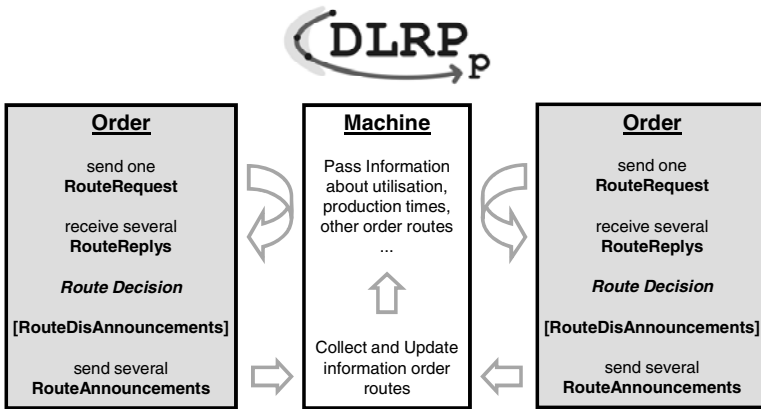 DLRPp
Order
send one
RouteRequest
receive several
RouteReplys
Route Decision
[RouteDisAnnouncements]
send several
RouteAnnouncements
Machine
Pass Information
about utilisation,
production times,
other order routes
...
Collect and Update
information order
routes
Order
send one
RouteRequest
receive several
RouteReplys
Route Decision
[RouteDisAnnouncements]
send several
RouteAnnouncements